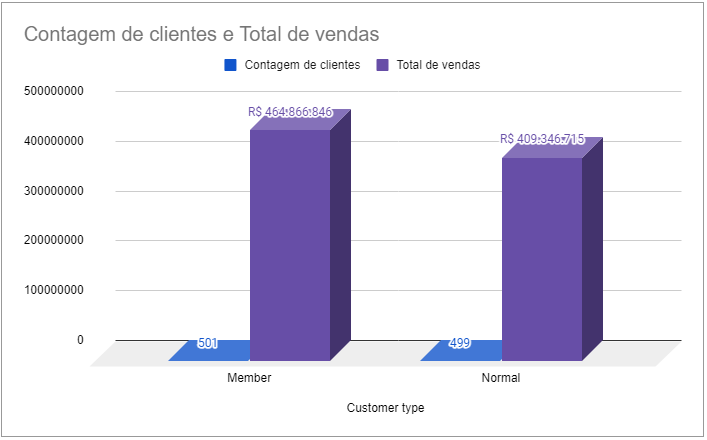 Contagem de clientes e Total de vendas
Contagem de clientes
Total de vendas
500000000
400000000
300000000
200000000
100000000
0
R$ 464.866.846
R$ 409.346.715
501
499
Member
Normal
Customer type